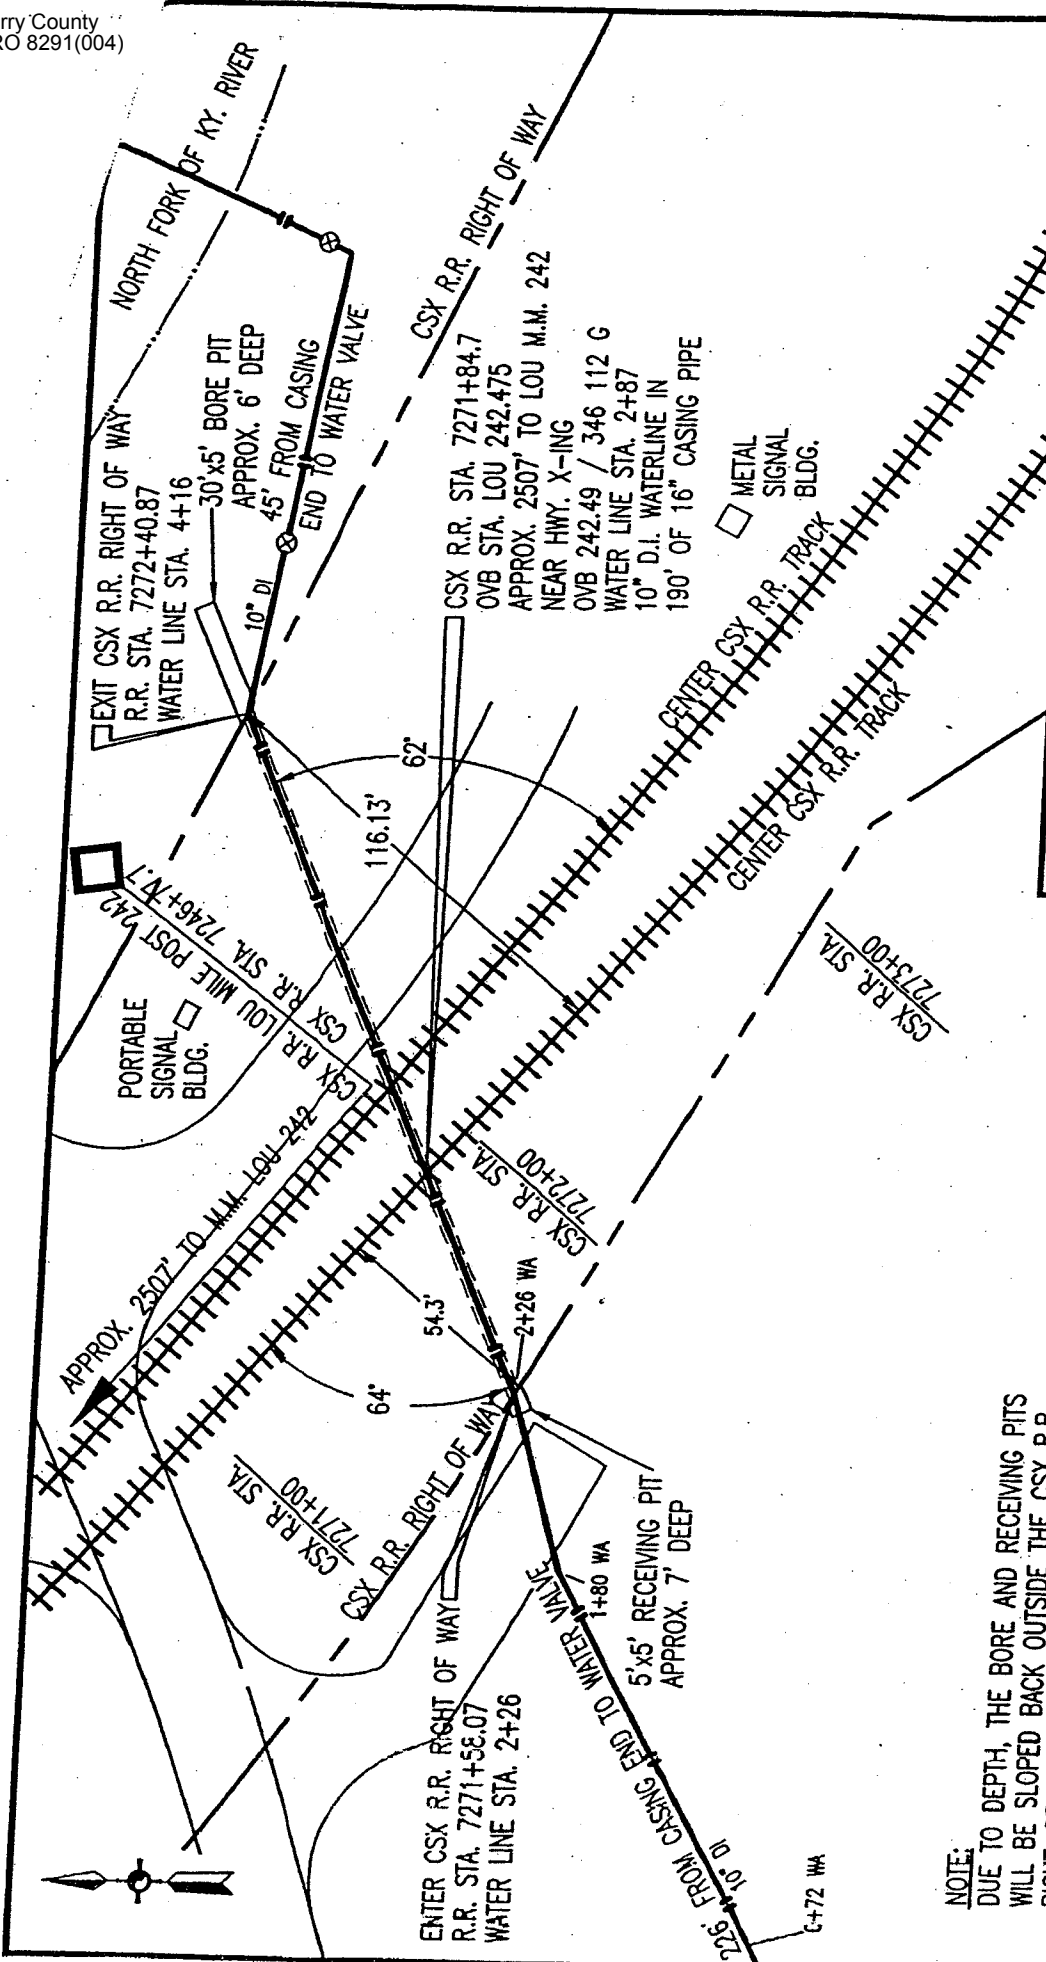 rry County
RO 8291(004)
NORTH FORK OF KY. RIVER
EXIT CSX R.R. RIGHT OF WAY
R.R. STA. 7272+40.87
WATER LINE STA. 4+16
30'x5' BORE PIT
APPROX. 6' DEEP
45' FROM CASING
END TO WATER VALVE
10" DI
CSX R.R. RIGHT OF WAY
CSX R.R. STA. 7271+84.7
OVB STA. LOU 242.475
APPROX. 2507' TO LOU M.M. 242
NEAR HWY. X-ING
OVB 242.49 / 346 112 G
WATER LINE STA. 2+87
10" D.I. WATERLINE IN
190' OF 16" CASING PIPE
METAL
SIGNAL
BLDG.
CENTER CSX R.R. TRACK
CENTER CSX R.R. TRACK
62°
116.13'
CSX R.R. LOU MILE POST 242
CSX R.R. STA. 7246+77.7
PORTABLE
SIGNAL
BLDG.
APPROX. 2507' TO M.M. LOU 242
CSX R.R. STA.
7273+00
CSX R.R. STA.
7272+00
CSX R.R. STA.
7271+00
54.3'
64°
2+26 WA
CSX R.R. RIGHT OF WAY
ENTER CSX R.R. RIGHT OF WAY
R.R. STA. 7271+58.07
WATER LINE STA. 2+26
1+80 WA
5'x5' RECEIVING PIT
APPROX. 7' DEEP
226' FROM CASING END TO WATER VALVE
10" DI
C+72 WA
NOTE:
DUE TO DEPTH, THE BORE AND RECEIVING PITS
WILL BE SLOPED BACK OUTSIDE THE CSX R.R.